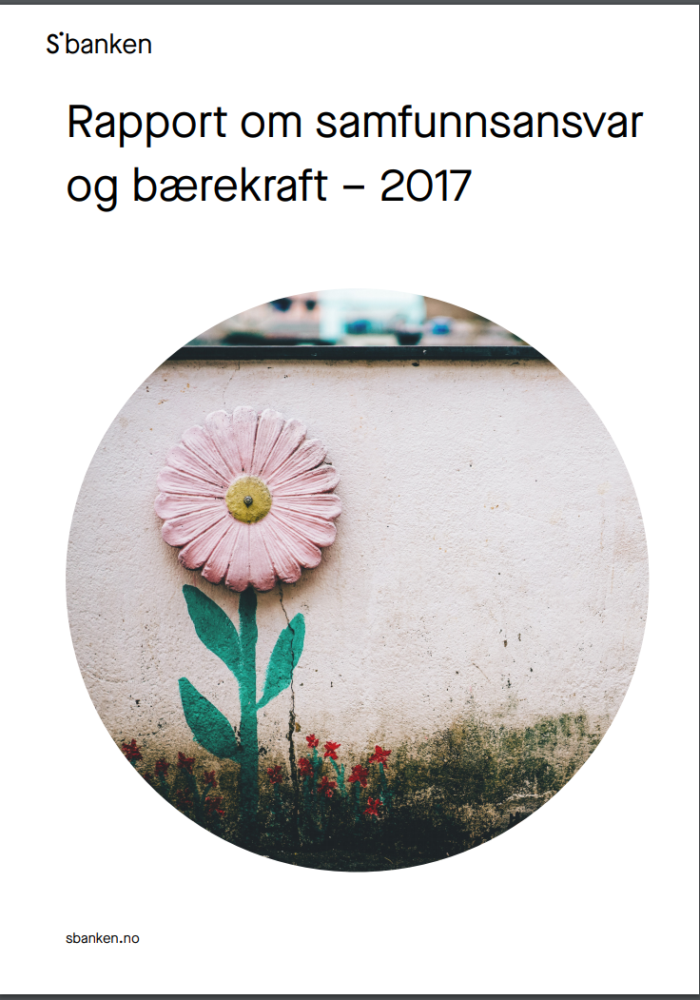 S'banken
Rapport om samfunnsansvar
og bærekraft – 2017
sbanken.no